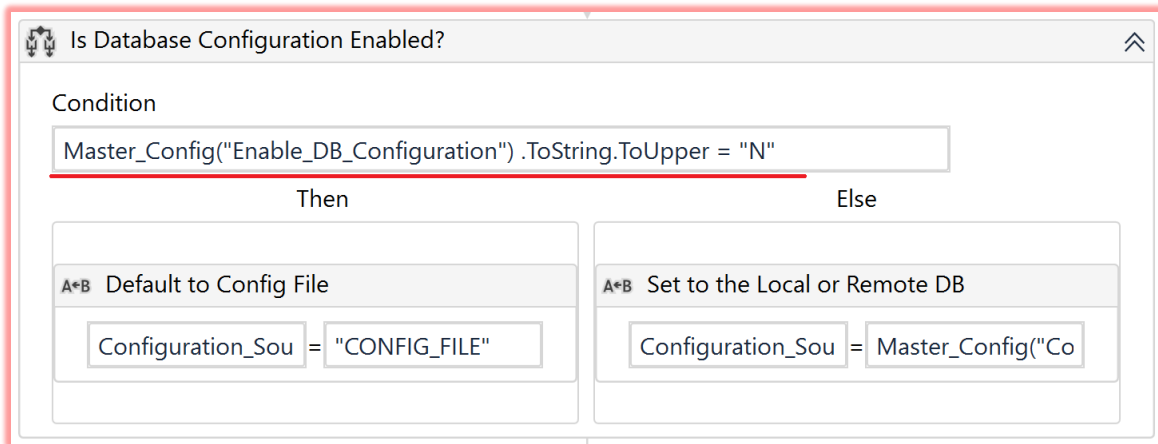 Is Database Configuration Enabled?
Condition
Master_Config("Enable_DB_Configuration") .ToString.ToUpper = "N"
Then
Else
A←B Default to Config File
A←B Set to the Local or Remote DB
Configuration_Sou = "CONFIG_FILE"
Configuration_Sou = Master_Config("Co